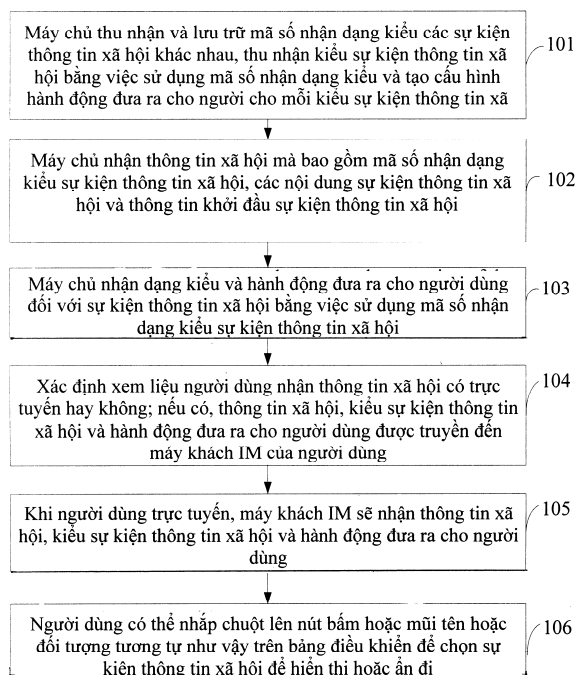 Máy chủ thu nhận và lưu trữ mã số nhận dạng kiểu các sự kiện
thông tin xã hội khác nhau, thu nhận kiểu sự kiện thông tin xã
hội bằng việc sử dụng mã số nhận dạng kiểu và tạo cấu hình
hành động đưa ra cho người cho mỗi kiểu sự kiện thông tin xã
101
Máy chủ nhận thông tin xã hội mà bao gồm mã số nhận dạng
kiểu sự kiện thông tin xã hội, các nội dung sự kiện thông tin xã
hội và thông tin khởi đầu sự kiện thông tin xã hội
102
Máy chủ nhận dạng kiểu và hành động đưa ra cho người dùng
đối với sự kiện thông tin xã hội bằng việc sử dụng mã số nhận
dạng kiểu sự kiện thông tin xã hội
103
Xác định xem liệu người dùng nhận thông tin xã hội có trực
tuyến hay không; nếu có, thông tin xã hội, kiểu sự kiện thông tin
xã hội và hành động đưa ra cho người dùng được truyền đến
máy khách IM của người dùng
104
Khi người dùng trực tuyến, máy khách IM sẽ nhận thông tin xã
hội, kiểu sự kiện thông tin xã hội và hành động đưa ra cho người
dùng
105
Người dùng có thể nhắp chuột lên nút bấm hoặc mũi tên hoặc
đối tượng tương tự như vậy trên bảng điều khiển để chọn sự
kiện thông tin xã hội để hiển thị hoặc ẩn đi
106